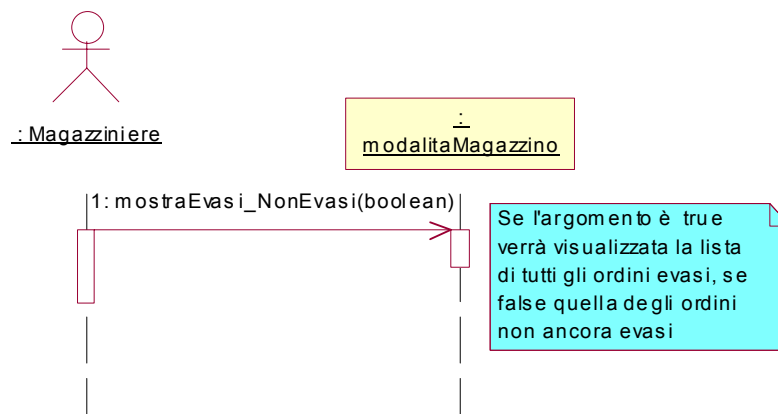 : Magazziniere
:
modalitaMagazzino
1: mostraEvasi_NonEvasi(boolean)
Se l'argomento è true
verrà visualizzata la lista
di tutti gli ordini evasi, se
false quella degli ordini
non ancora evasi